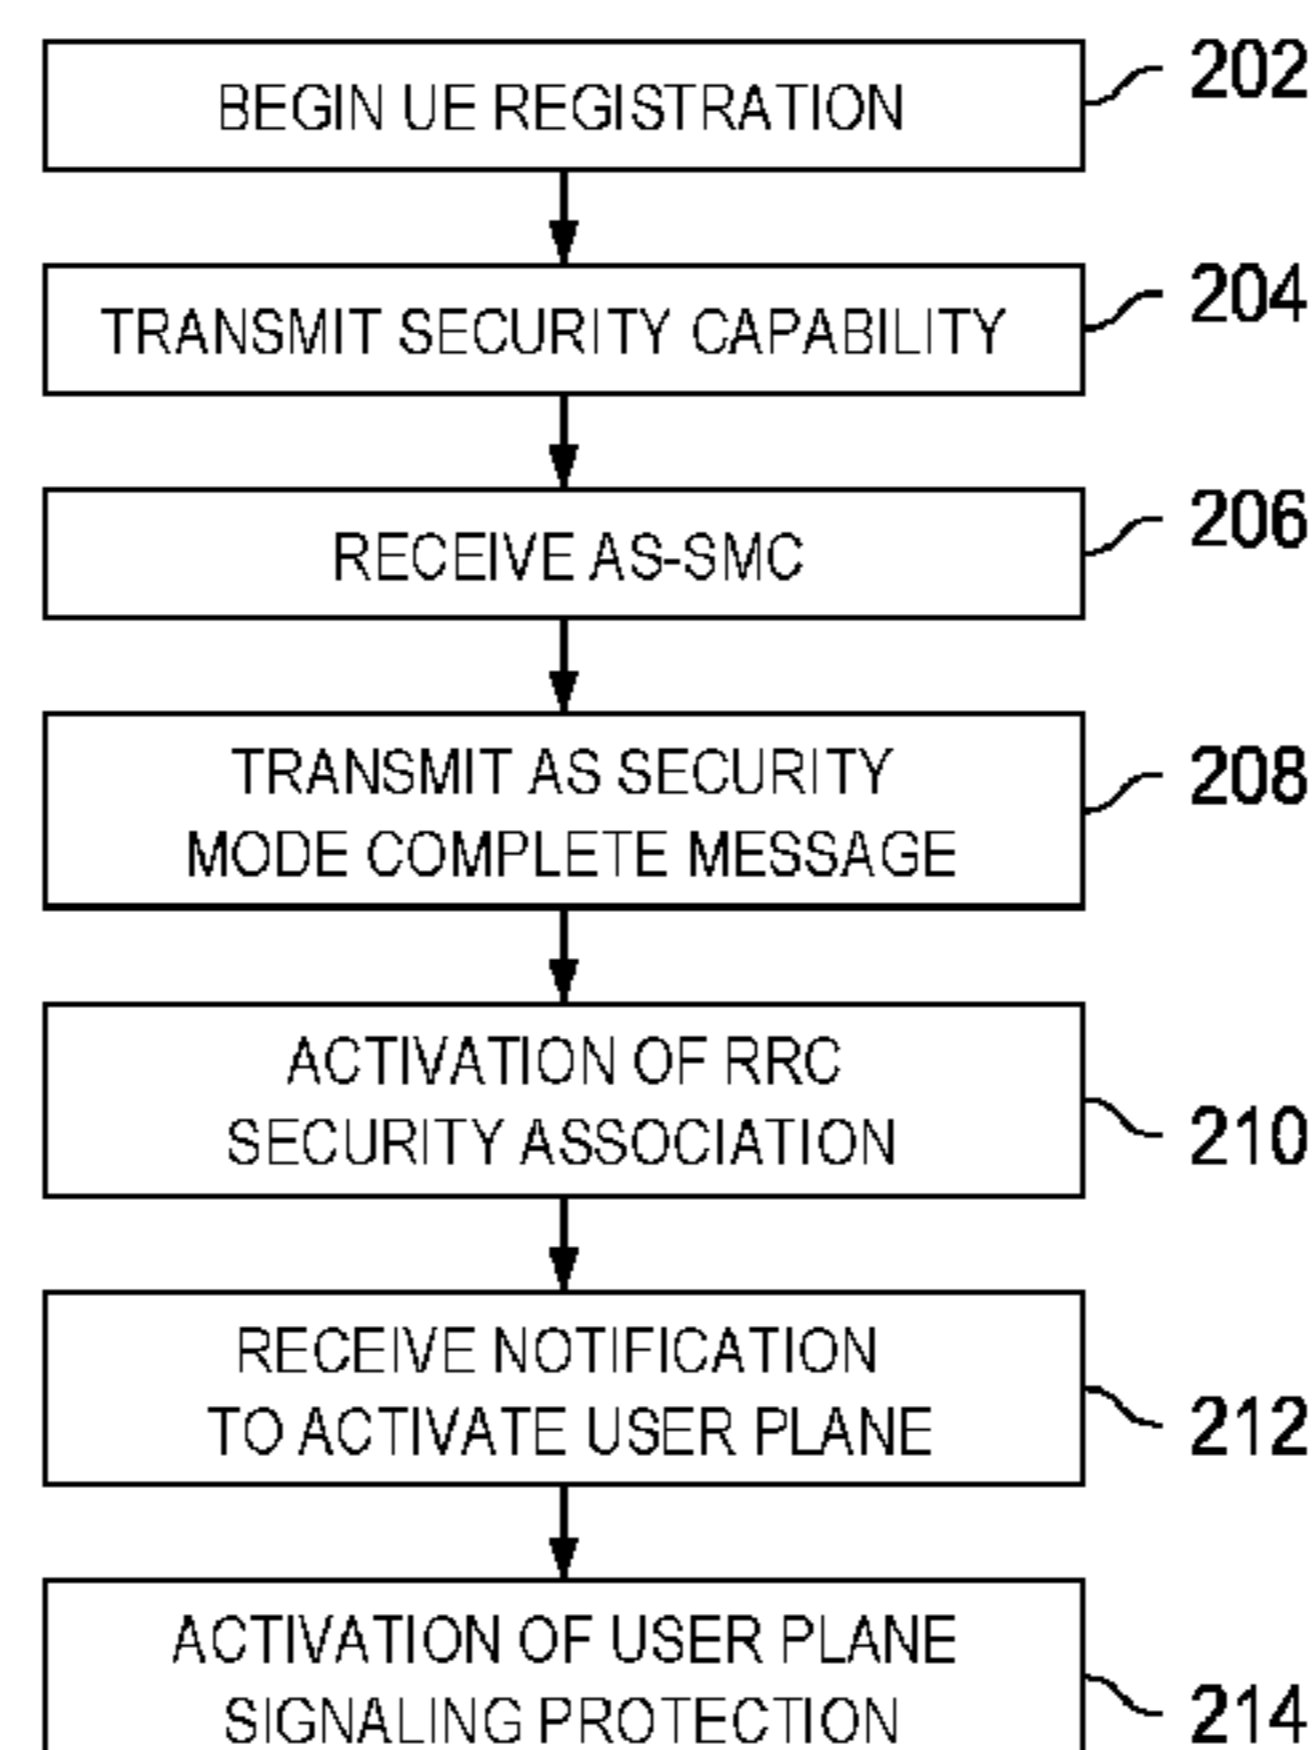 BEGIN UE REGISTRATION 202
TRANSMIT SECURITY CAPABILITY 204
RECEIVE AS-SMC 206
TRANSMIT AS SECURITY 208
MODE COMPLETE MESSAGE
ACTIVATION OF RRC
SECURITY ASSOCIATION 210
RECEIVE NOTIFICATION
TO ACTIVATE USER PLANE 212
ACTIVATION OF USER PLANE
SIGNALING PROTECTION 214